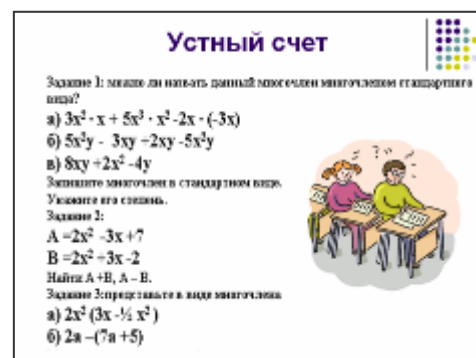 Устный счет
Задание 1: можно ли назвать данный многочлен многочленом стандартного
вида?
а) 3x² · x + 5x³ · x² -2x · (-3x)
б) 5x²y - 3xy +2xy -5x²y
в) 8xy +2x² -4y
Запишите многочлен в стандартном виде.
Укажите его степень.
Задание 2:
A =2x² -3x +7
B =2x² +3x -2
Найти A +B, A – B.
Задание 3:представьте в виде многочлена
а) 2x² (3x -½ x² )
б) 2a –(7a +5)